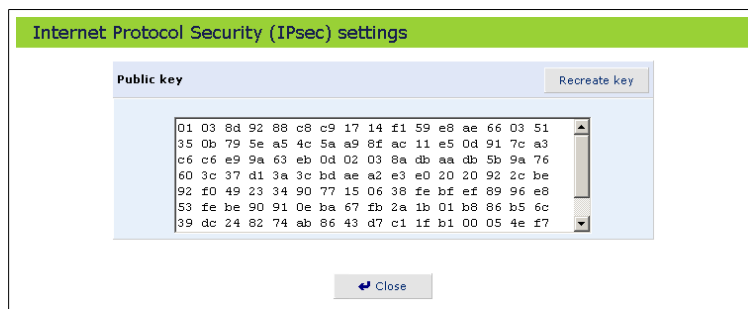 Internet Protocol Security (IPsec) settings
Public key
Recreate key
01 03 8d 92 88 c8 c9 17 14 f1 59 e8 ae 66 03 51
35 0b 79 5e a5 4c 5a a9 8f ac 11 e5 0d 91 7c a3
c6 c6 e9 9a 63 eb 0d 02 03 8a db aa db 5b 9a 76
60 3c 37 d1 3a 3c bd ae a2 e3 e0 20 20 92 2c be
92 f0 49 23 34 90 77 15 06 38 fe bf ef 89 96 e8
53 fe be 90 91 0e ba 67 fb 2a 1b 01 b8 86 b5 6c
39 dc 24 82 74 ab 86 43 d7 c1 1f b1 00 05 4e f7
Close